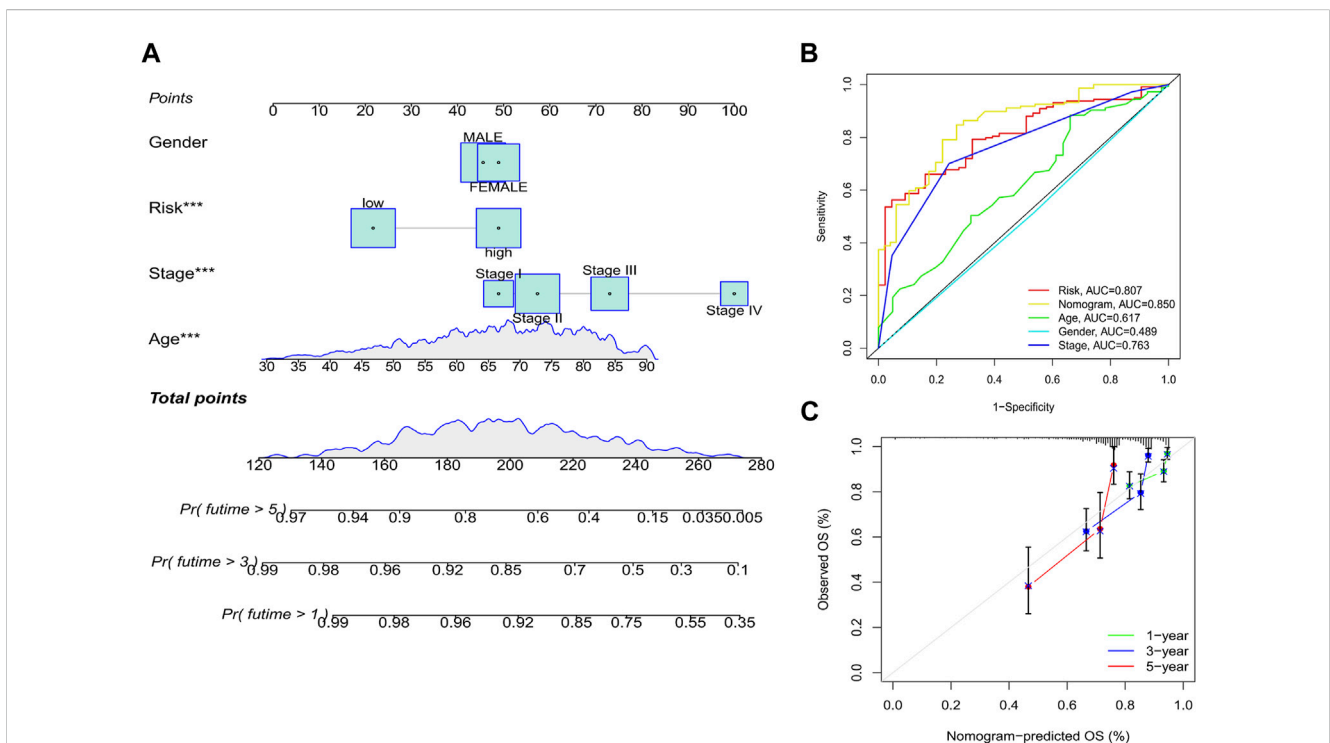 A
Points
0 10 20 30 40 50 60 70 80 90 100
Gender
MALE
FEMALE
Risk***
low
high
Stage***
Stage I
Stage II
Stage III
Stage IV
Age***
30 35 40 45 50 55 60 65 70 75 80 85 90
Total points
120 140 160 180 200 220 240 260 280
Pr( futime > 5 )
0.97 0.94 0.9 0.8 0.6 0.4 0.15 0.035 0.005
Pr( futime > 3 )
0.99 0.98 0.96 0.92 0.85 0.7 0.5 0.3 0.1
Pr( futime > 1 )
0.99 0.98 0.96 0.92 0.85 0.75 0.55 0.35
B
Sensitivity
1.0
0.8
0.6
0.4
0.2
0.0
Risk, AUC=0.807
Nomogram, AUC=0.850
Age, AUC=0.617
Gender, AUC=0.489
Stage, AUC=0.763
0.0 0.2 0.4 0.6 0.8 1.0
1−Specificity
C
Observed OS (%)
1.0
0.8
0.6
0.4
0.2
0.0
1−year
3−year
5−year
0.0 0.2 0.4 0.6 0.8 1.0
Nomogram−predicted OS (%)